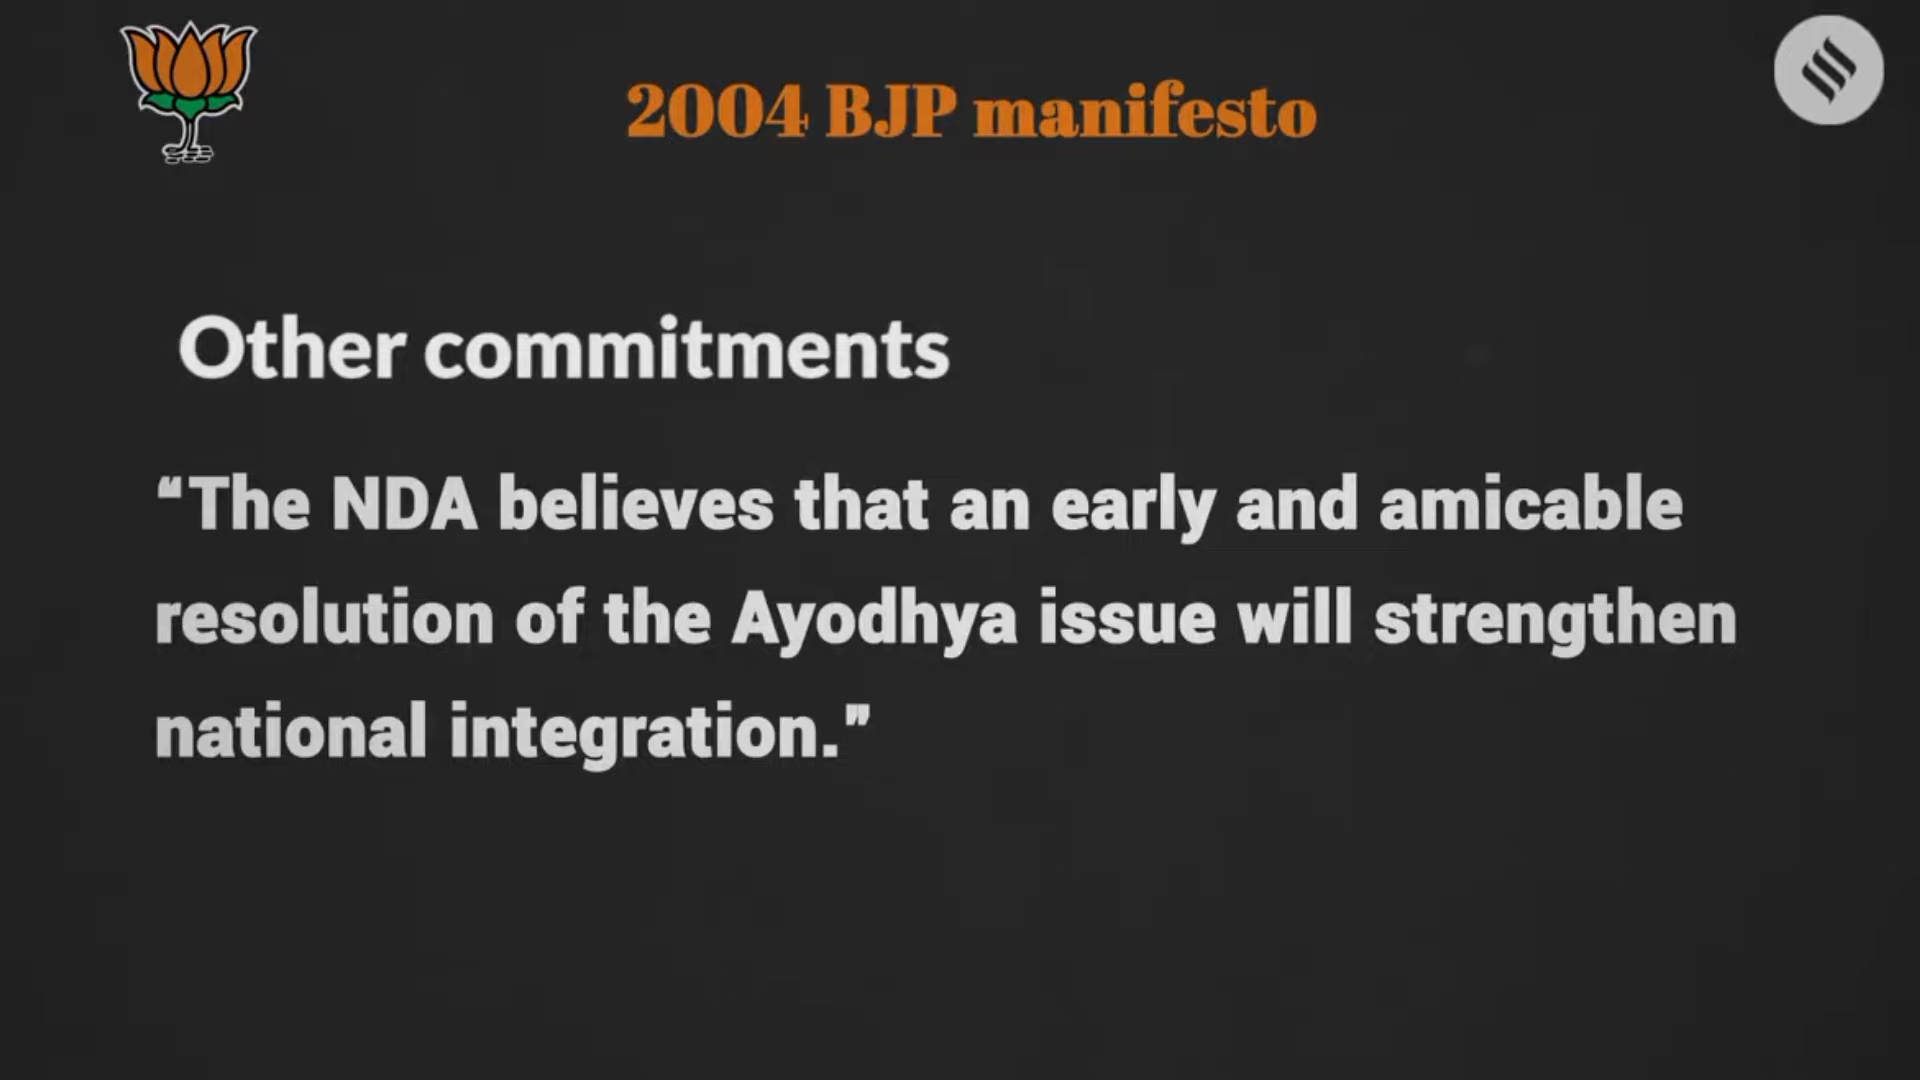 2004 BJP manifesto
Other commitments
“The NDA believes that an early and amicable
resolution of the Ayodhya issue will strengthen
national integration.”